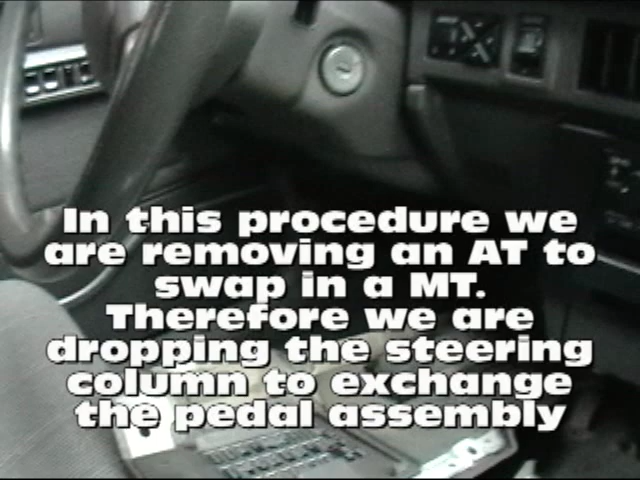 In this procedure we
are removing an AT to
swap in a MT.
Therefore we are
dropping the steering
column to exchange
the pedal assembly